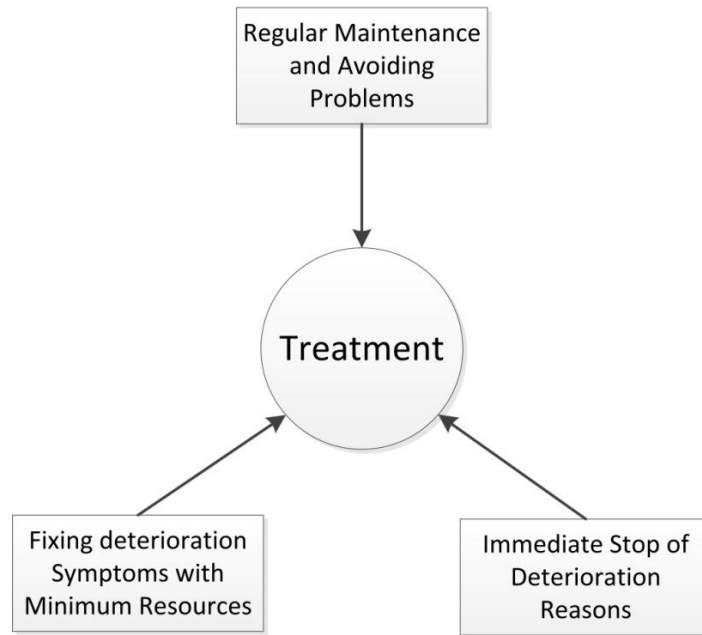 Regular Maintenance
and Avoiding
Problems
Treatment
Fixing deterioration
Symptoms with
Minimum Resources
Immediate Stop of
Deterioration
Reasons